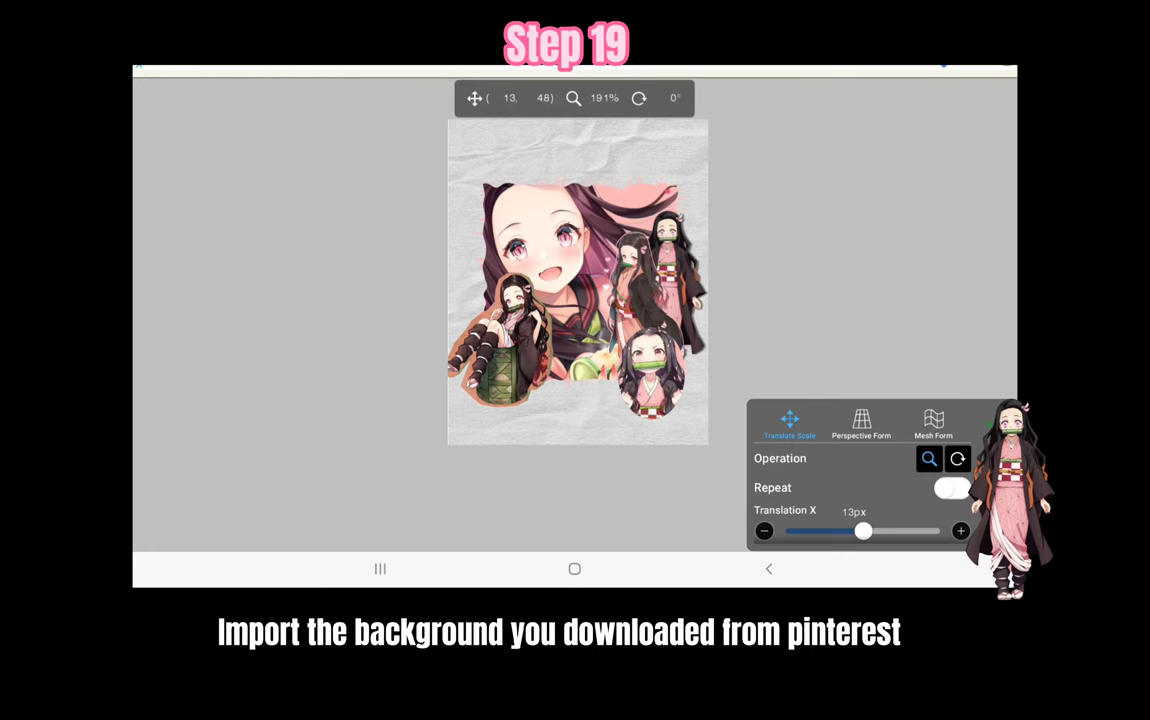 Step 19
( 13, 48) 191% 0°
Translate Scale Perspective Form Mesh Form
Operation
Repeat
Translation X 13px
Import the background you downloaded from pinterest